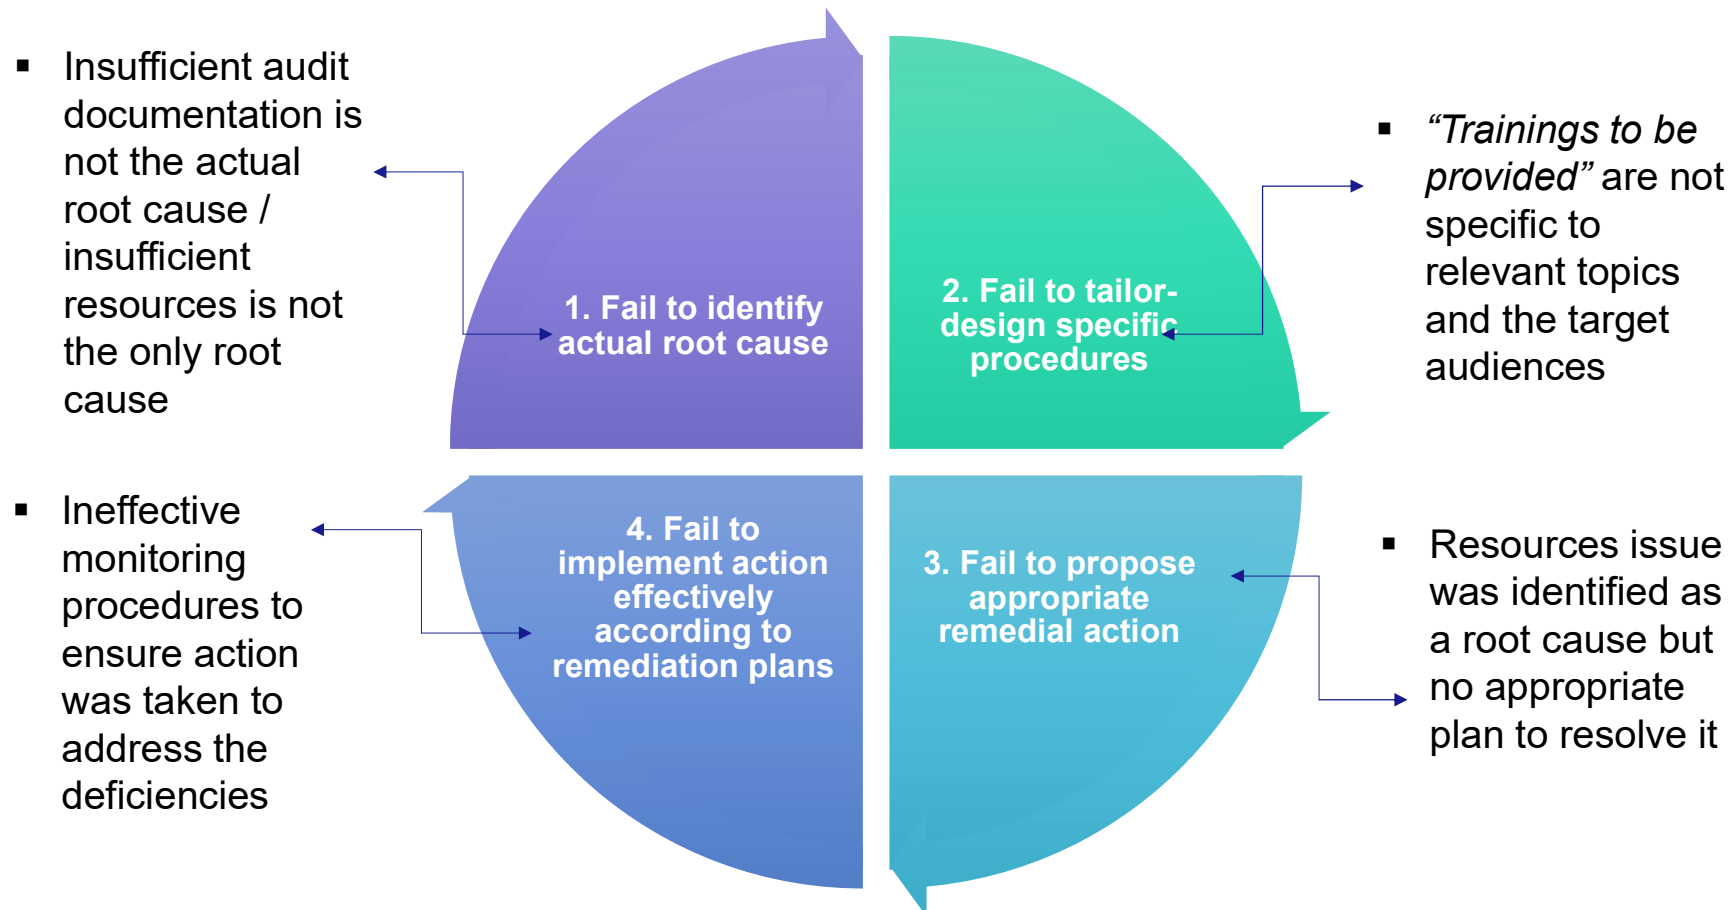 ▪ Insufficient audit
documentation is
not the actual
root cause /
insufficient
resources is not
the only root
cause
1. Fail to identify
actual root cause
2. Fail to tailor-
design specific
procedures
▪ “Trainings to be
provided” are not
specific to
relevant topics
and the target
audiences
▪ Ineffective
monitoring
procedures to
ensure action
was taken to
address the
deficiencies
4. Fail to
implement action
effectively
according to
remediation plans
3. Fail to propose
appropriate
remedial action
▪ Resources issue
was identified as
a root cause but
no appropriate
plan to resolve it